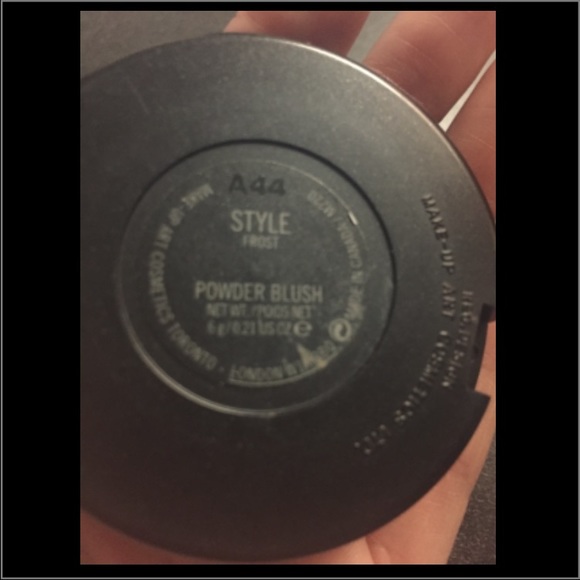 A44
STYLE
FROST
POWDER BLUSH
NET WT. / POIDS NET
6 g / 0.21 US OZ e
MAKE-UP ART COSMETICS TORONTO · LONDON
MADE IN CANADA /
MAKE-UP ART COSMETICS LTD.